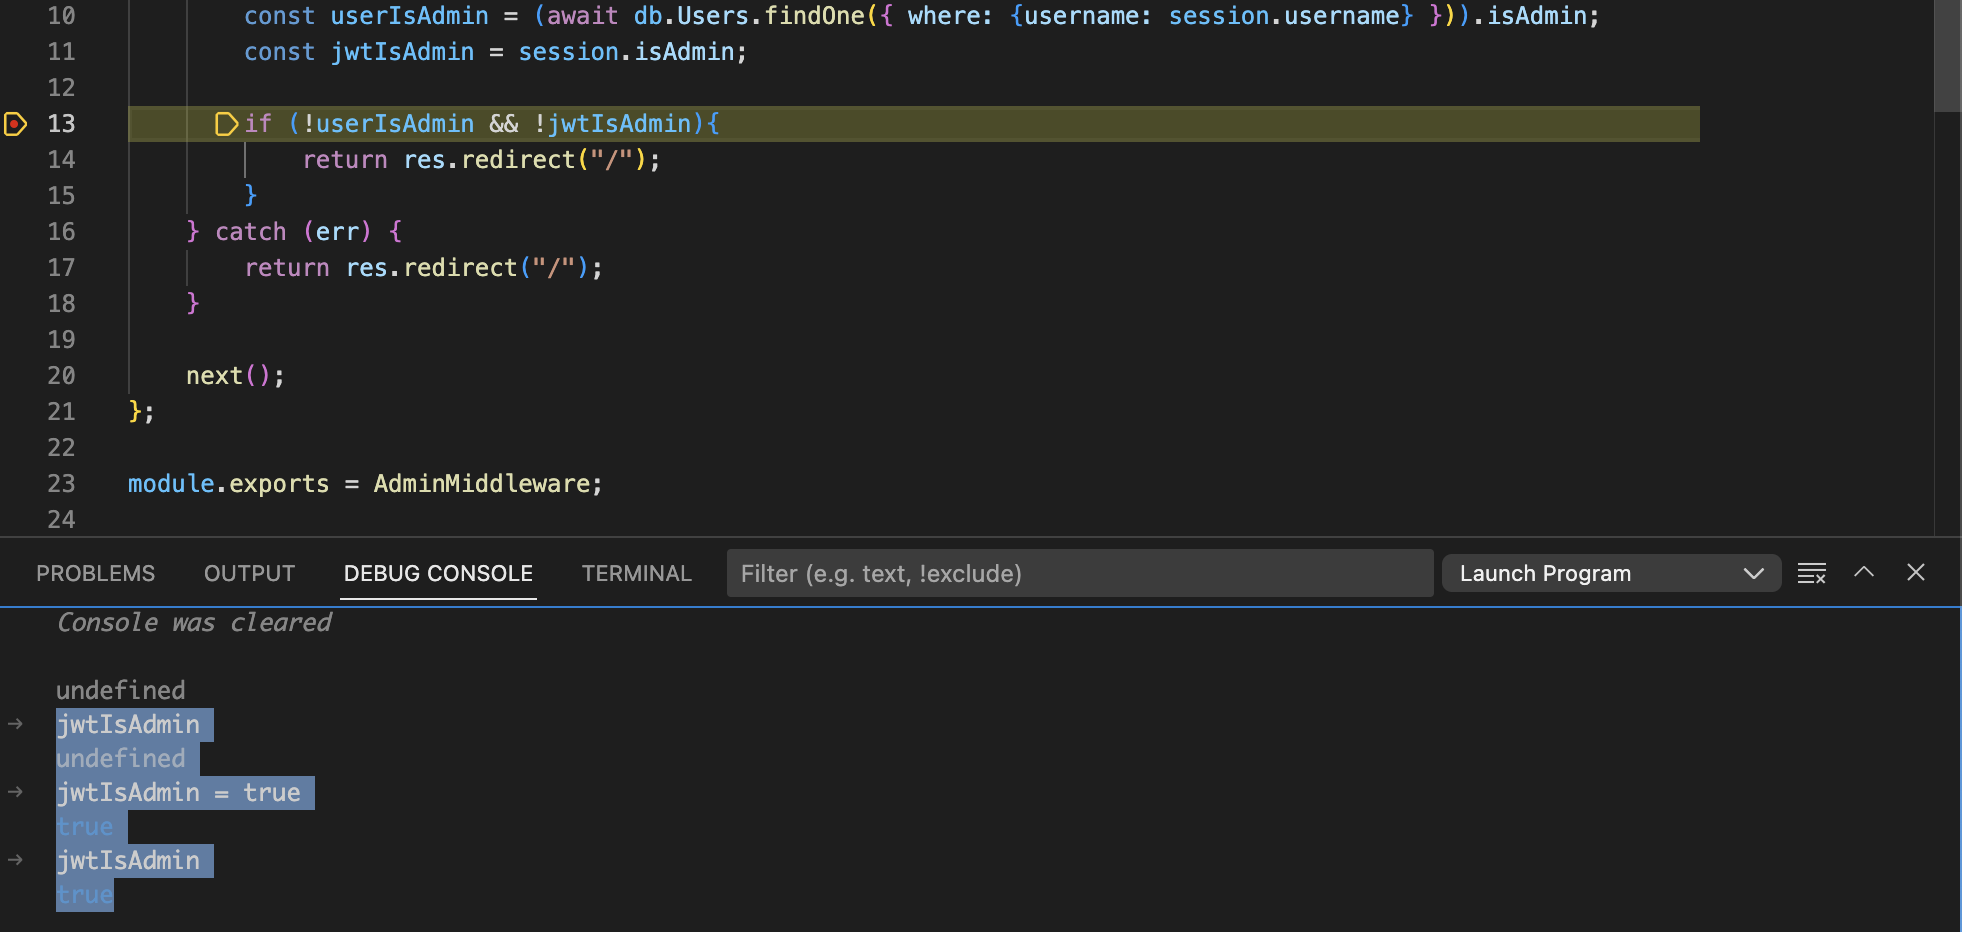 10 const userIsAdmin = (await db.Users.findOne({ where: {username: session.username} })).isAdmin;
11 const jwtIsAdmin = session.isAdmin;
12
13 if (!userIsAdmin && !jwtIsAdmin){
14 return res.redirect("/");
15 }
16 } catch (err) {
17 return res.redirect("/");
18 }
19
20 next();
21 };
22
23 module.exports = AdminMiddleware;
24
PROBLEMS OUTPUT DEBUG CONSOLE TERMINAL Filter (e.g. text, !exclude) Launch Program
Console was cleared
undefined
→ jwtIsAdmin
undefined
→ jwtIsAdmin = true
true
→ jwtIsAdmin
true